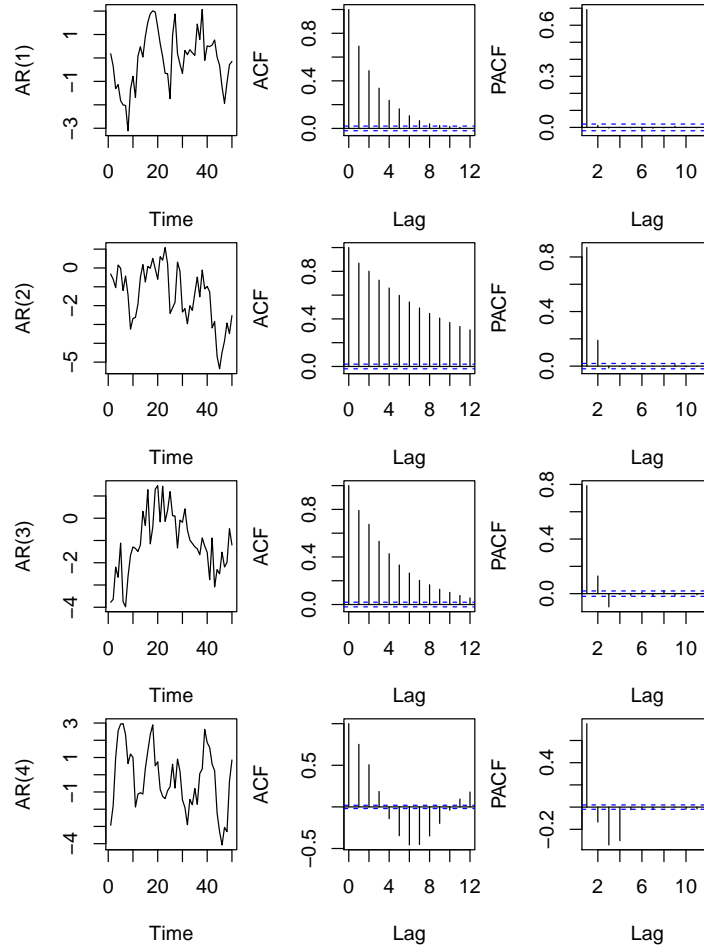 AR(1)
−3 −1 1
0 20 40
Time
ACF
0.0 0.4 0.8
0 4 8 12
Lag
PACF
0.0 0.3 0.6
2 6 10
Lag
AR(2)
−5 −2 0
0 20 40
Time
ACF
0.0 0.4 0.8
0 4 8 12
Lag
PACF
0.0 0.4 0.8
2 6 10
Lag
AR(3)
−4 −2 0
0 20 40
Time
ACF
0.0 0.4 0.8
0 4 8 12
Lag
PACF
0.0 0.4 0.8
2 6 10
Lag
AR(4)
−4 −1 1 3
0 20 40
Time
ACF
−0.5 0.5
0 4 8 12
Lag
PACF
−0.2 0.4
2 6 10
Lag